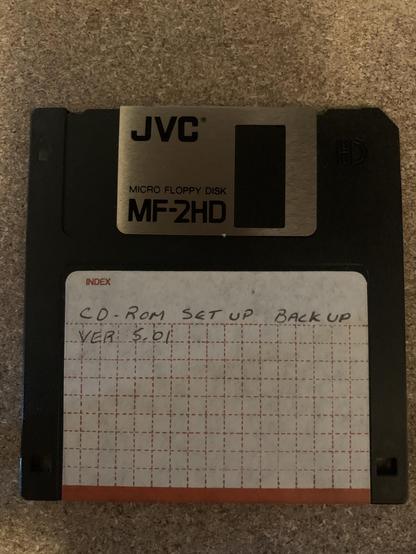 JVC
HD
MICRO FLOPPY DISK
MF-2HD
INDEX
CD-ROM SET UP BACK UP
VER 5.01